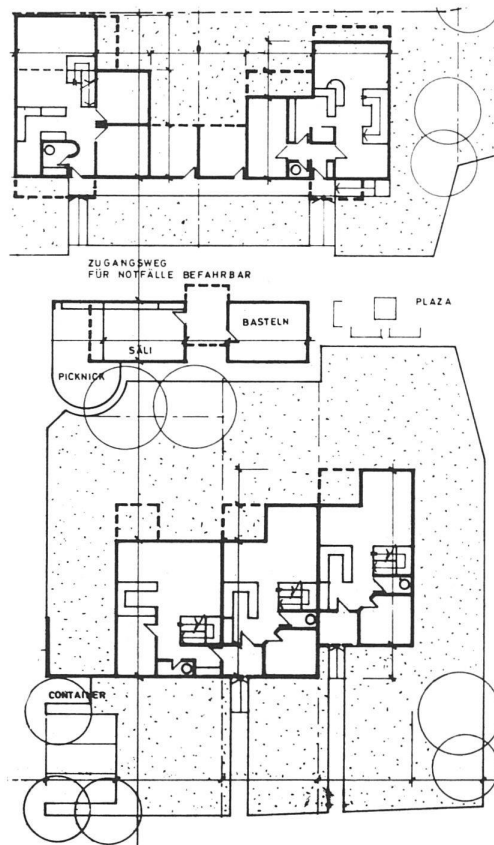 ZUGANGSWEG
FÜR NOTFÄLLE BEFAHRBAR
PLAZA
BASTELN
SÄLI
PICKNICK
CONTAINER